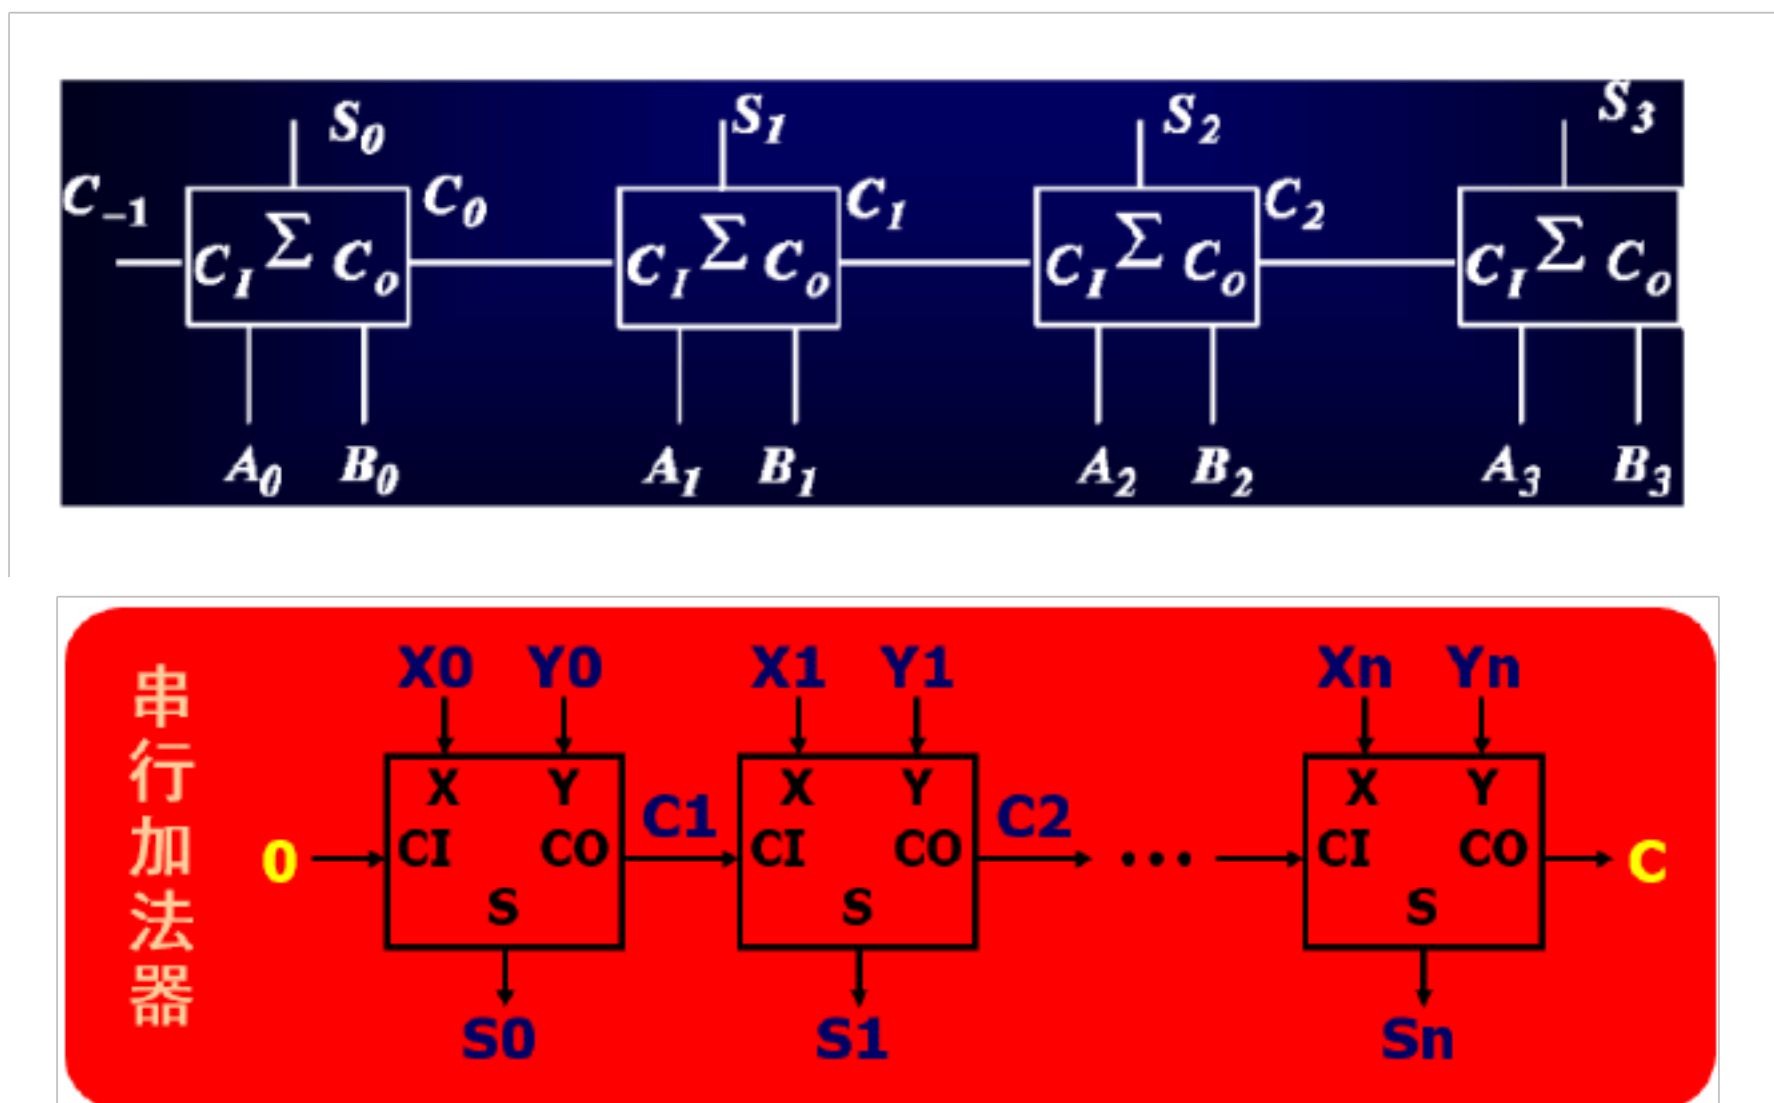 S0 S1 S2 S3
C-1 C0 C1 C2
CI Σ Co CI Σ Co CI Σ Co CI Σ Co
A0 B0 A1 B1 A2 B2 A3 B3
串行加法器
X0 Y0 X1 Y1 Xn Yn
X Y X Y X Y
C1 C2
0 CI CO CI CO ... CI CO C
S S S
S0 S1 Sn